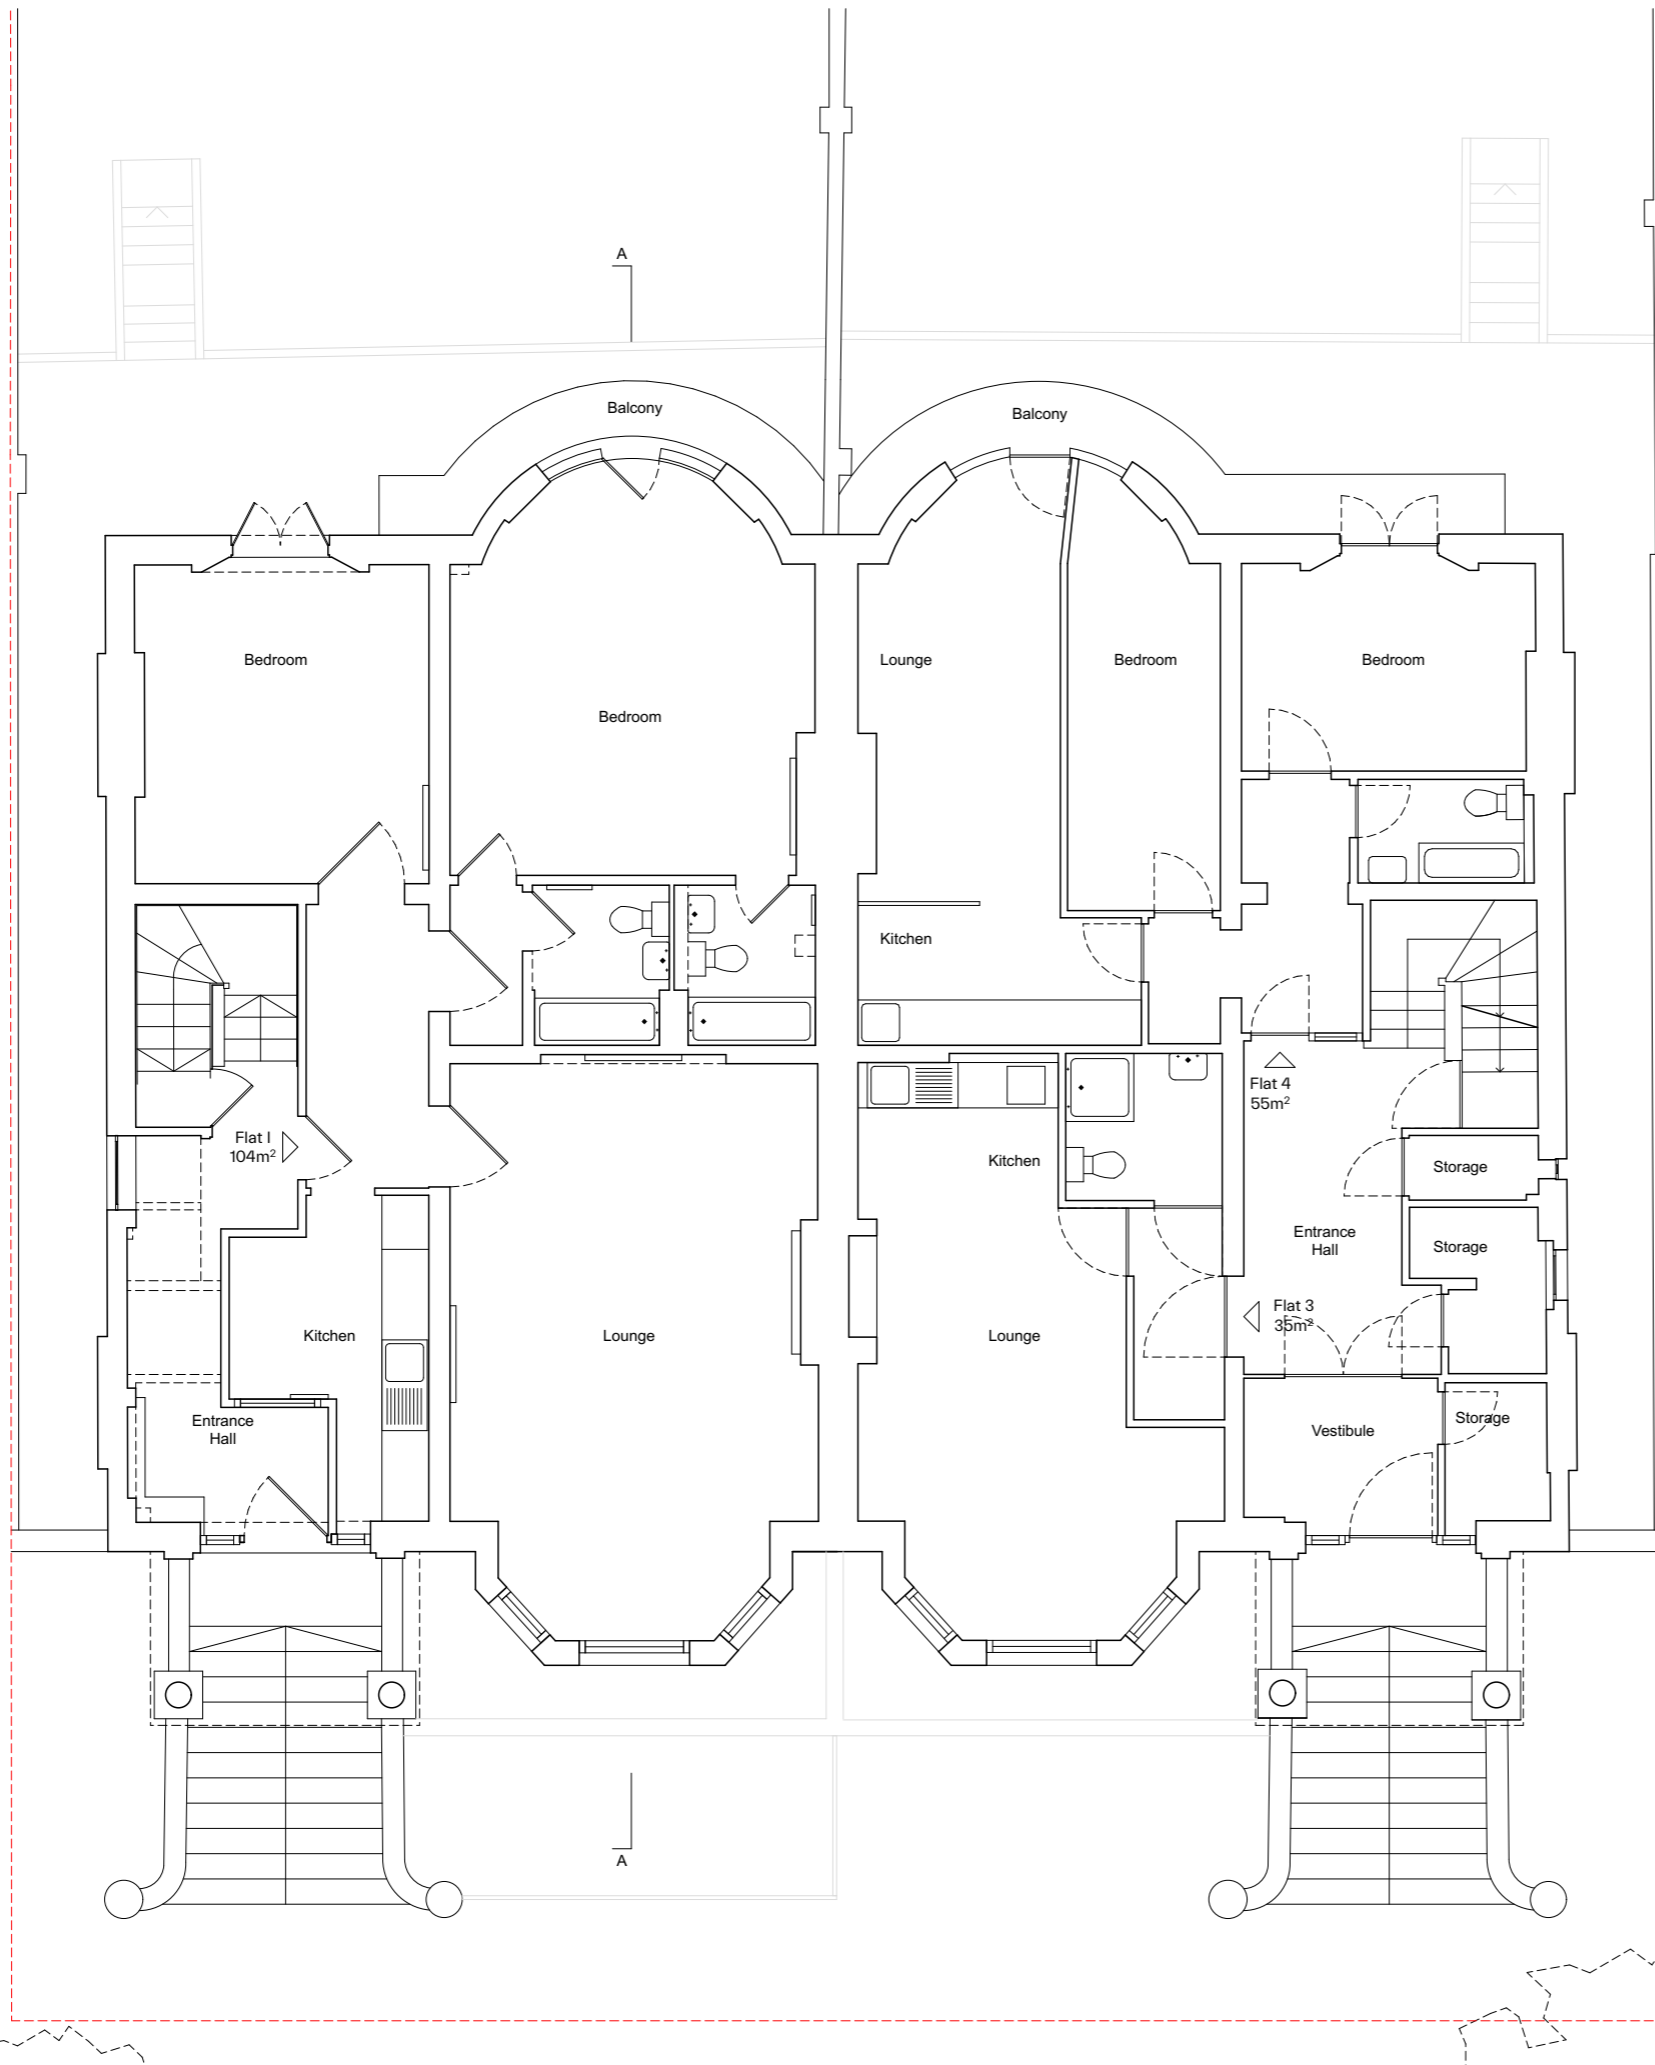 A
Balcony
Balcony
Bedroom
Lounge
Bedroom
Bedroom
Bedroom
Kitchen
Flat 4
55m²
Flat 1
104m²
Kitchen
Storage
Entrance
Hall
Storage
Flat 3
35m²
Kitchen
Lounge
Lounge
Entrance
Hall
Vestibule
Storage
A